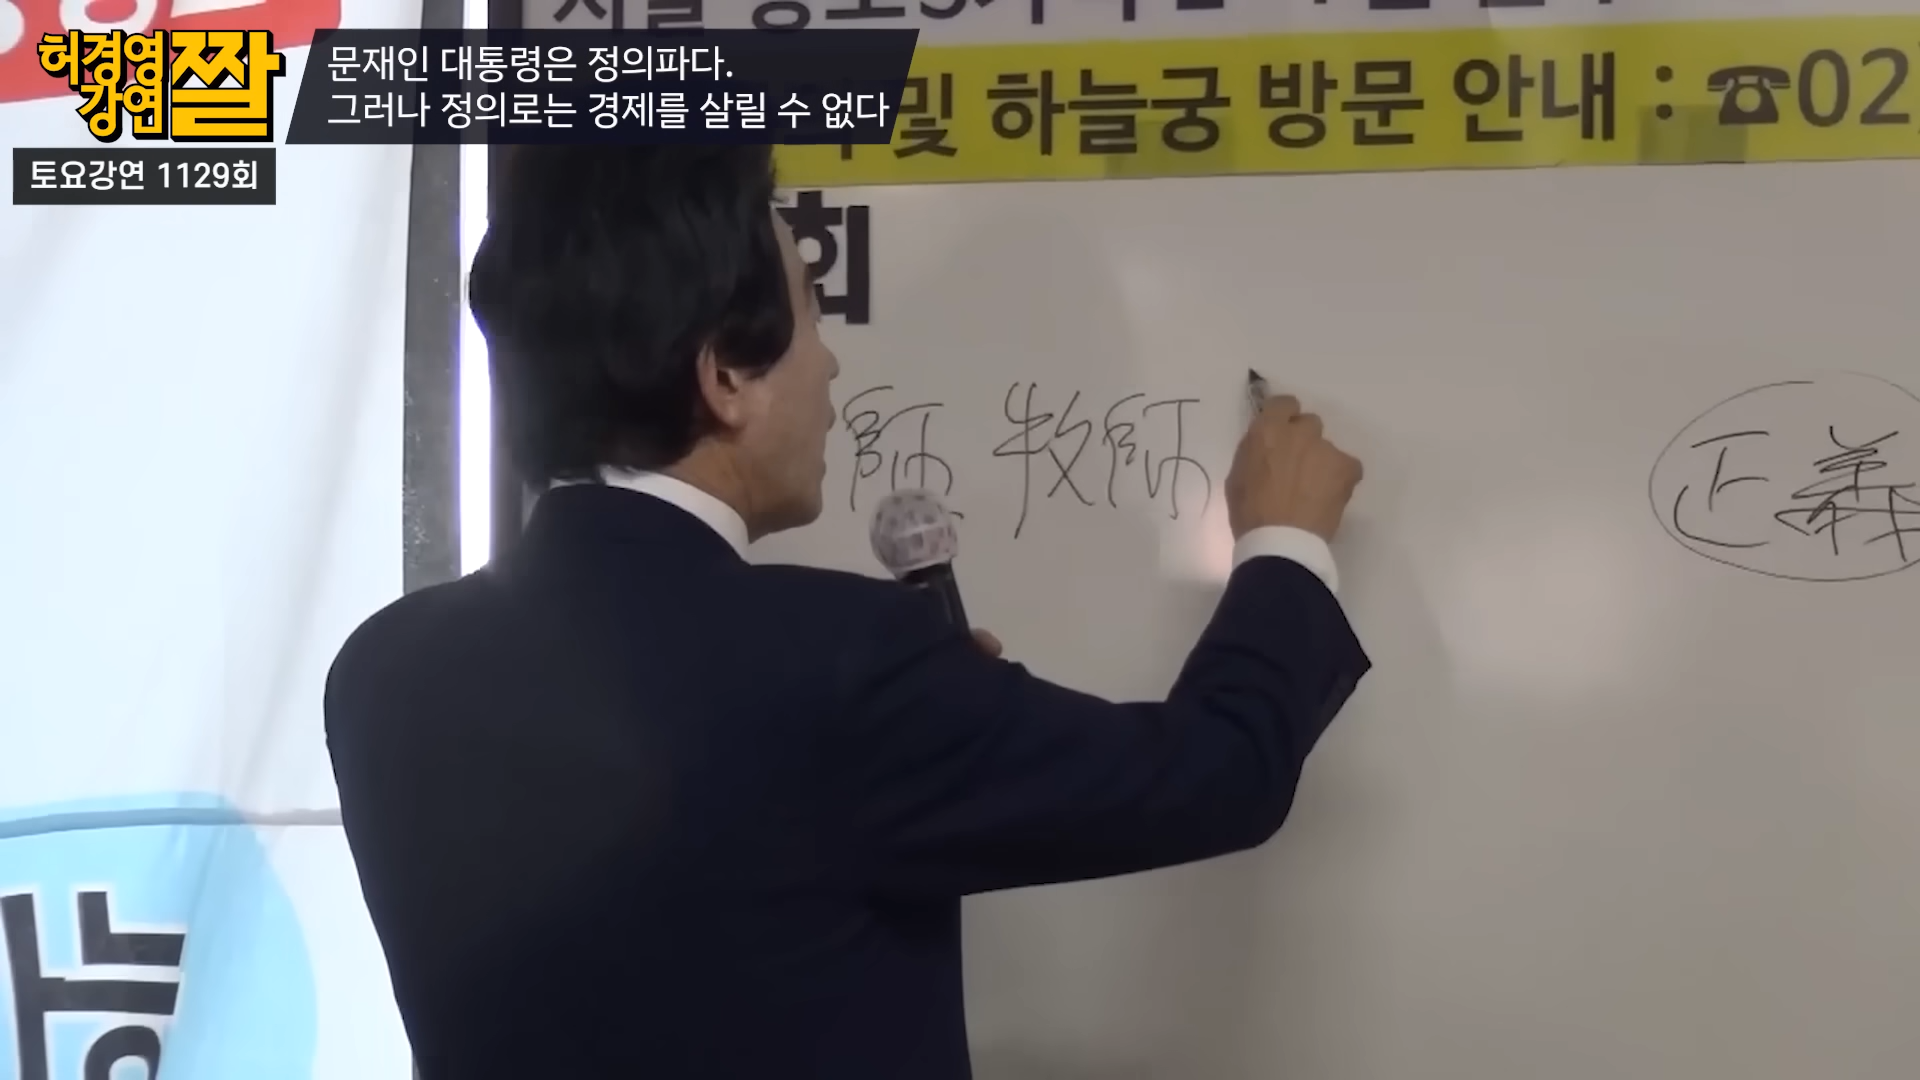 허경영
강연
짤
문재인 대통령은 정의파다.
그러나 정의로는 경제를 살릴 수 없다
토요강연 1129회
및 하늘궁 방문 안내 : ☎02
회
師 牧師
正義